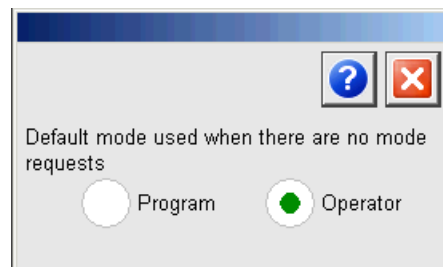 Default mode used when there are no mode
requests
Program Operator